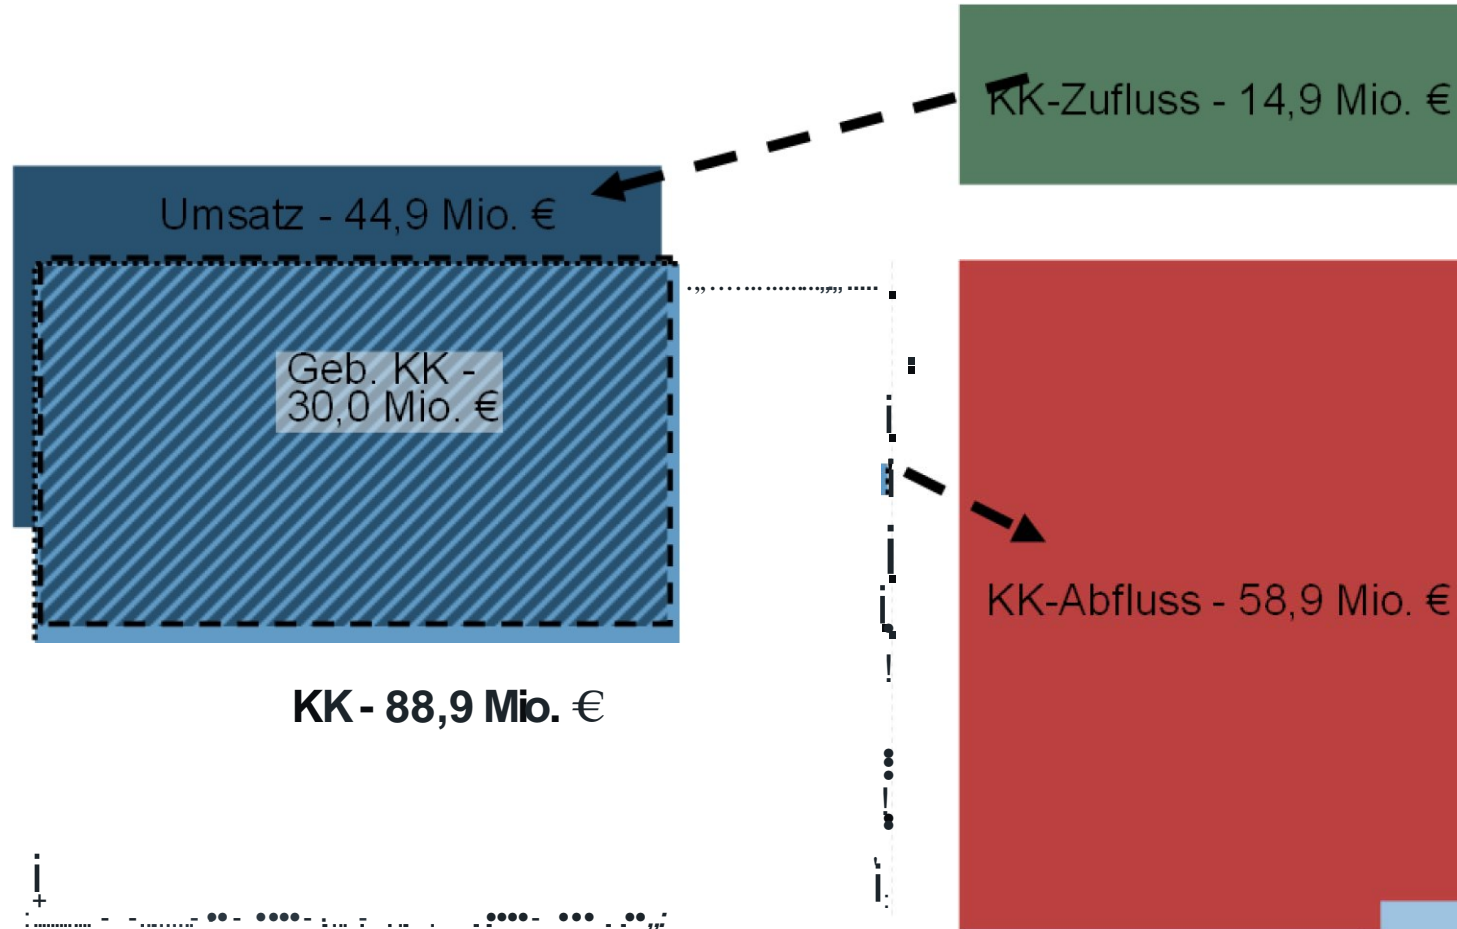 KK-Zufluss - 14,9 Mio. €
Umsatz - 44,9 Mio. €
Geb. KK -
30,0 Mio. €
KK-Abfluss - 58,9 Mio. €
KK - 88,9 Mio. €